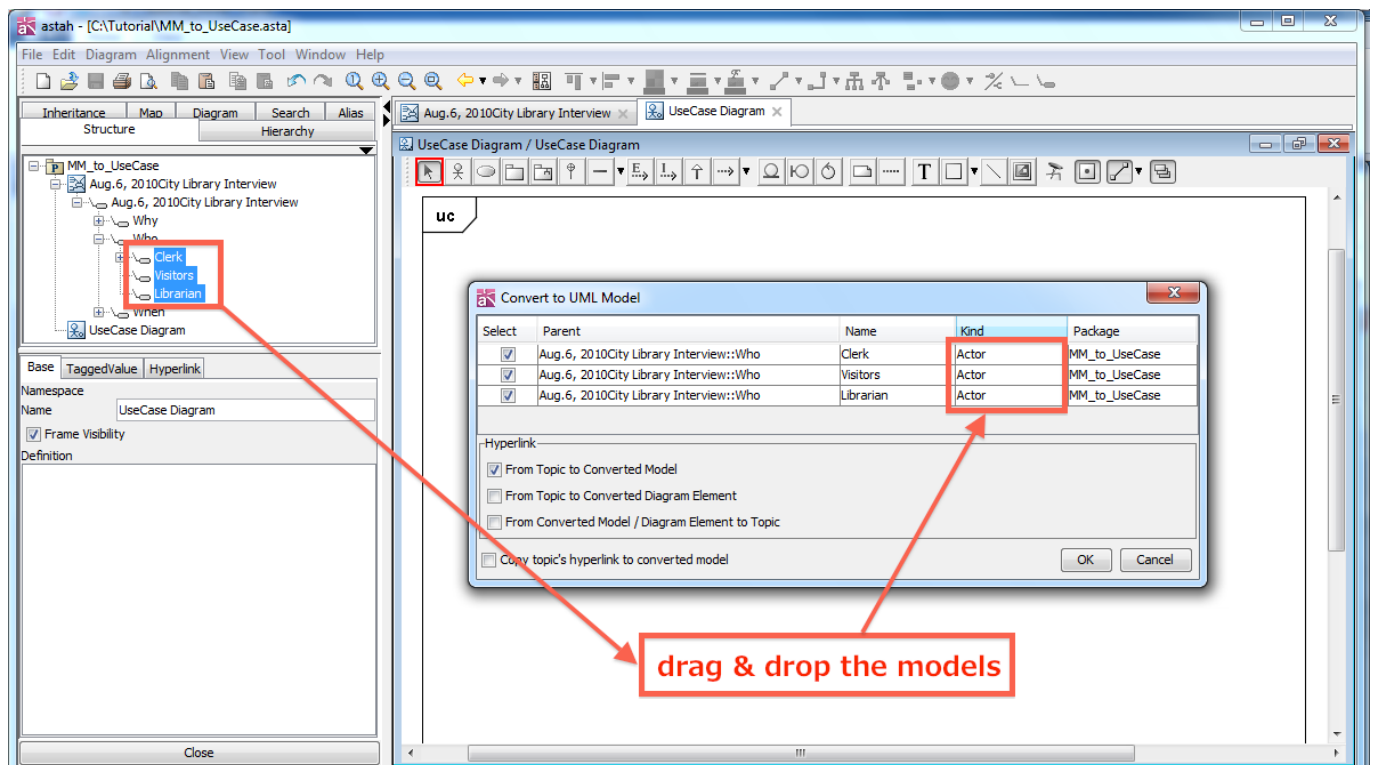 astah - [C:\Tutorial\MM_to_UseCase.asta]
File Edit Diagram Alignment View Tool Window Help
Inheritance Map Diagram Search Alias
Structure Hierarchy
MM_to_UseCase
Aug.6, 2010City Library Interview
Aug.6, 2010City Library Interview
Why
Who
Clerk
Visitors
Librarian
When
UseCase Diagram
Base TaggedValue Hyperlink
Namespace
Name UseCase Diagram
Frame Visibility
Definition
Close
Aug.6, 2010City Library Interview UseCase Diagram
UseCase Diagram / UseCase Diagram
E I T
uc
Convert to UML Model
Select Parent Name Kind Package
Aug.6, 2010City Library Interview::Who Clerk Actor MM_to_UseCase
Aug.6, 2010City Library Interview::Who Visitors Actor MM_to_UseCase
Aug.6, 2010City Library Interview::Who Librarian Actor MM_to_UseCase
Hyperlink
From Topic to Converted Model
From Topic to Converted Diagram Element
From Converted Model / Diagram Element to Topic
Copy topic's hyperlink to converted model
OK Cancel
drag & drop the models